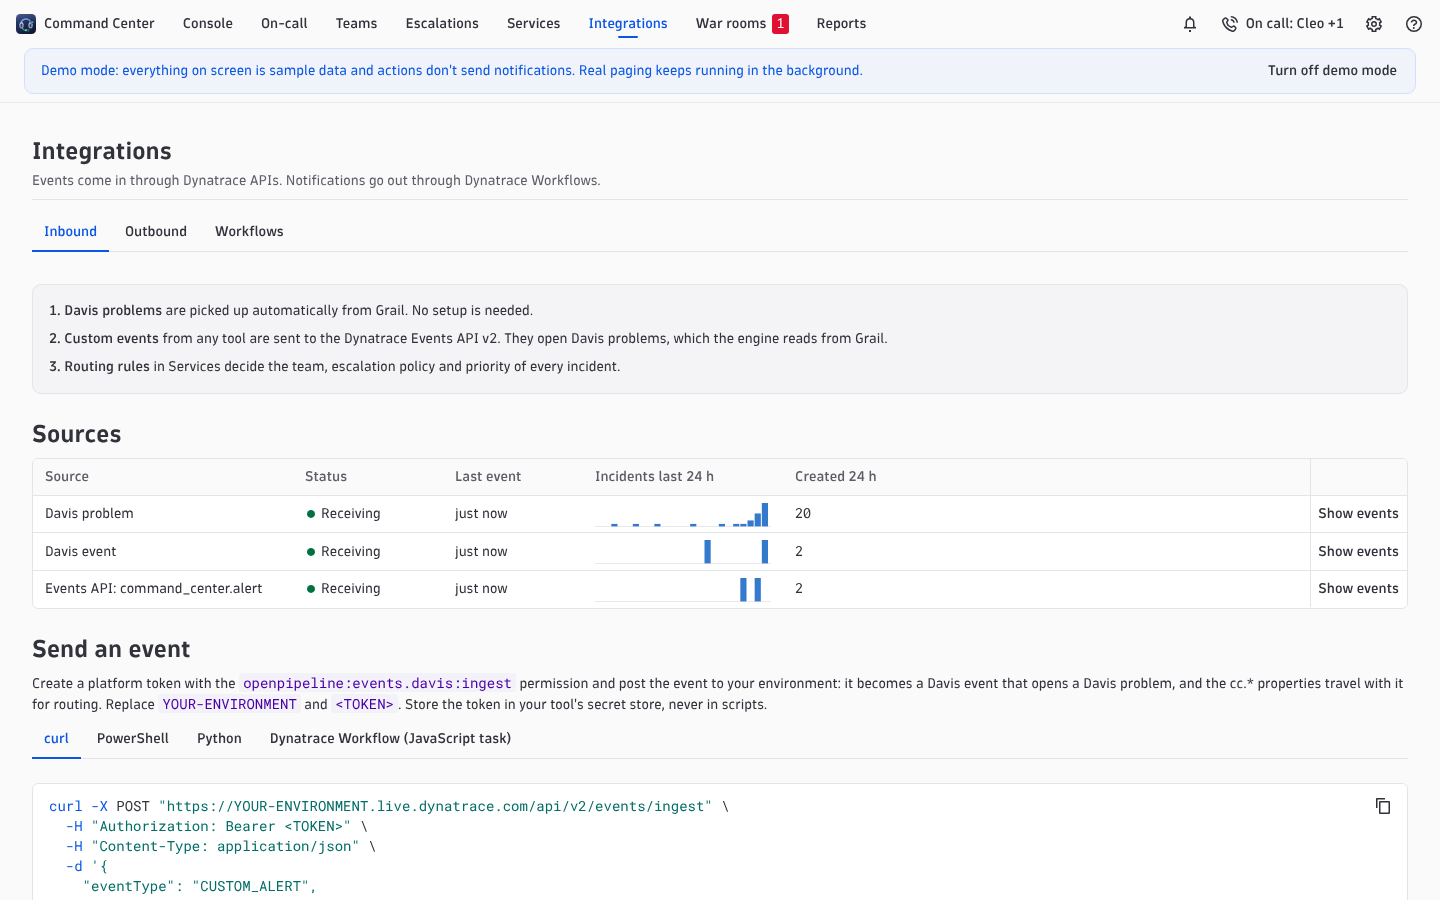 Command Center Console On-call Teams Escalations Services Integrations War rooms 1 Reports On call: Cleo +1
Demo mode: everything on screen is sample data and actions don't send notifications. Real paging keeps running in the background. Turn off demo mode
Integrations
Events come in through Dynatrace APIs. Notifications go out through Dynatrace Workflows.
Inbound Outbound Workflows
1. Davis problems are picked up automatically from Grail. No setup is needed.
2. Custom events from any tool are sent to the Dynatrace Events API v2. They open Davis problems, which the engine reads from Grail.
3. Routing rules in Services decide the team, escalation policy and priority of every incident.
Sources
Source Status Last event Incidents last 24 h Created 24 h
Davis problem Receiving just now 20 Show events
Davis event Receiving just now 2 Show events
Events API: command_center.alert Receiving just now 2 Show events
Send an event
Create a platform token with the openpipeline:events.davis:ingest permission and post the event to your environment: it becomes a Davis event that opens a Davis problem, and the cc.* properties travel with it
for routing. Replace YOUR-ENVIRONMENT and <TOKEN>. Store the token in your tool's secret store, never in scripts.
curl PowerShell Python Dynatrace Workflow (JavaScript task)
curl -X POST "https://YOUR-ENVIRONMENT.live.dynatrace.com/api/v2/events/ingest" \
-H "Authorization: Bearer <TOKEN>" \
-H "Content-Type: application/json" \
-d '{
"eventType": "CUSTOM_ALERT",